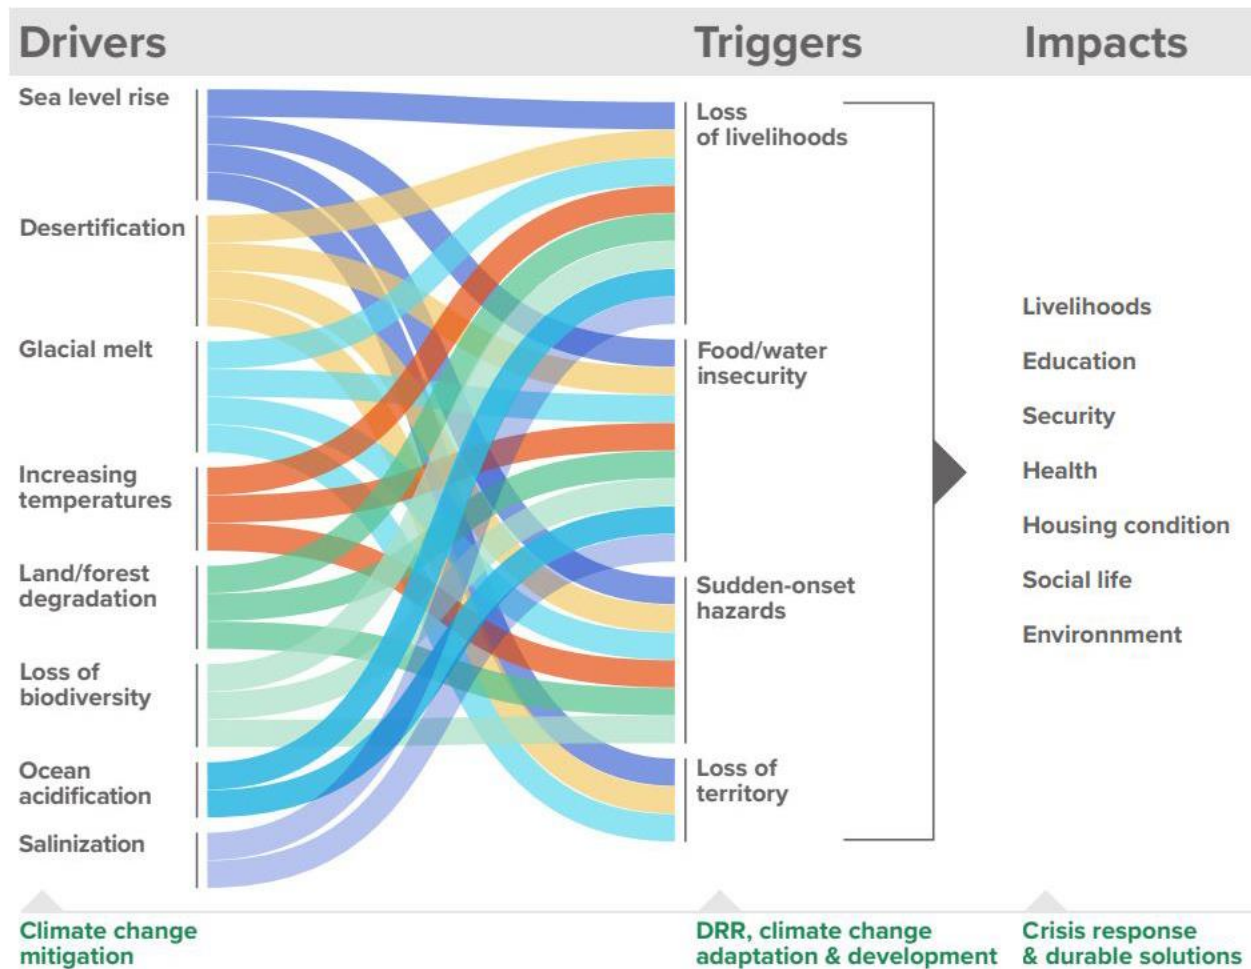 Drivers
Triggers
Impacts
Sea level rise
Desertification
Glacial melt
Increasing
temperatures
Land/forest
degradation
Loss of
biodiversity
Ocean
acidification
Salinization
Loss
of livelihoods
Food/water
insecurity
Sudden-onset
hazards
Loss of
territory
Livelihoods
Education
Security
Health
Housing condition
Social life
Environnment
Climate change
mitigation
DRR, climate change
adaptation & development
Crisis response
& durable solutions